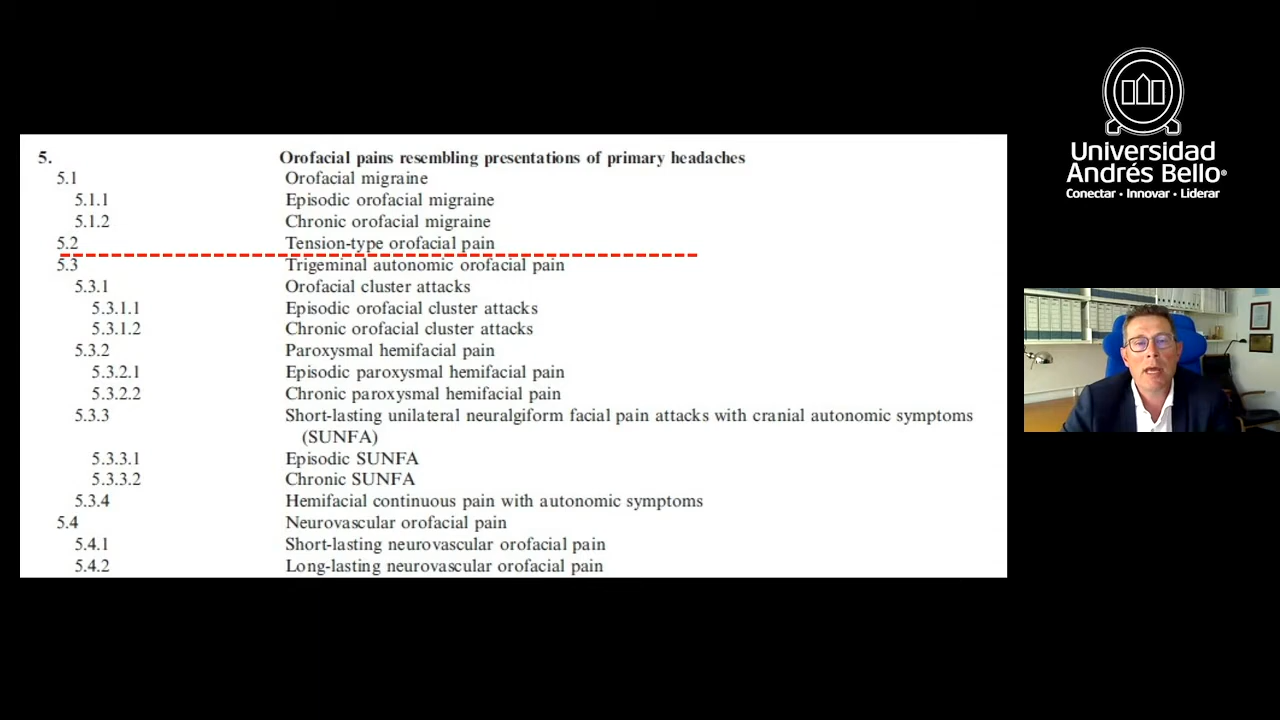 5. Orofacial pains resembling presentations of primary headaches
5.1 Orofacial migraine
5.1.1 Episodic orofacial migraine
5.1.2 Chronic orofacial migraine
5.2 Tension-type orofacial pain
5.3 Trigeminal autonomic orofacial pain
5.3.1 Orofacial cluster attacks
5.3.1.1 Episodic orofacial cluster attacks
5.3.1.2 Chronic orofacial cluster attacks
5.3.2 Paroxysmal hemifacial pain
5.3.2.1 Episodic paroxysmal hemifacial pain
5.3.2.2 Chronic paroxysmal hemifacial pain
5.3.3 Short-lasting unilateral neuralgiform facial pain attacks with cranial autonomic symptoms
(SUNFA)
5.3.3.1 Episodic SUNFA
5.3.3.2 Chronic SUNFA
5.3.4 Hemifacial continuous pain with autonomic symptoms
5.4 Neurovascular orofacial pain
5.4.1 Short-lasting neurovascular orofacial pain
5.4.2 Long-lasting neurovascular orofacial pain
Universidad
Andrés Bello®
Conectar • Innovar • Liderar